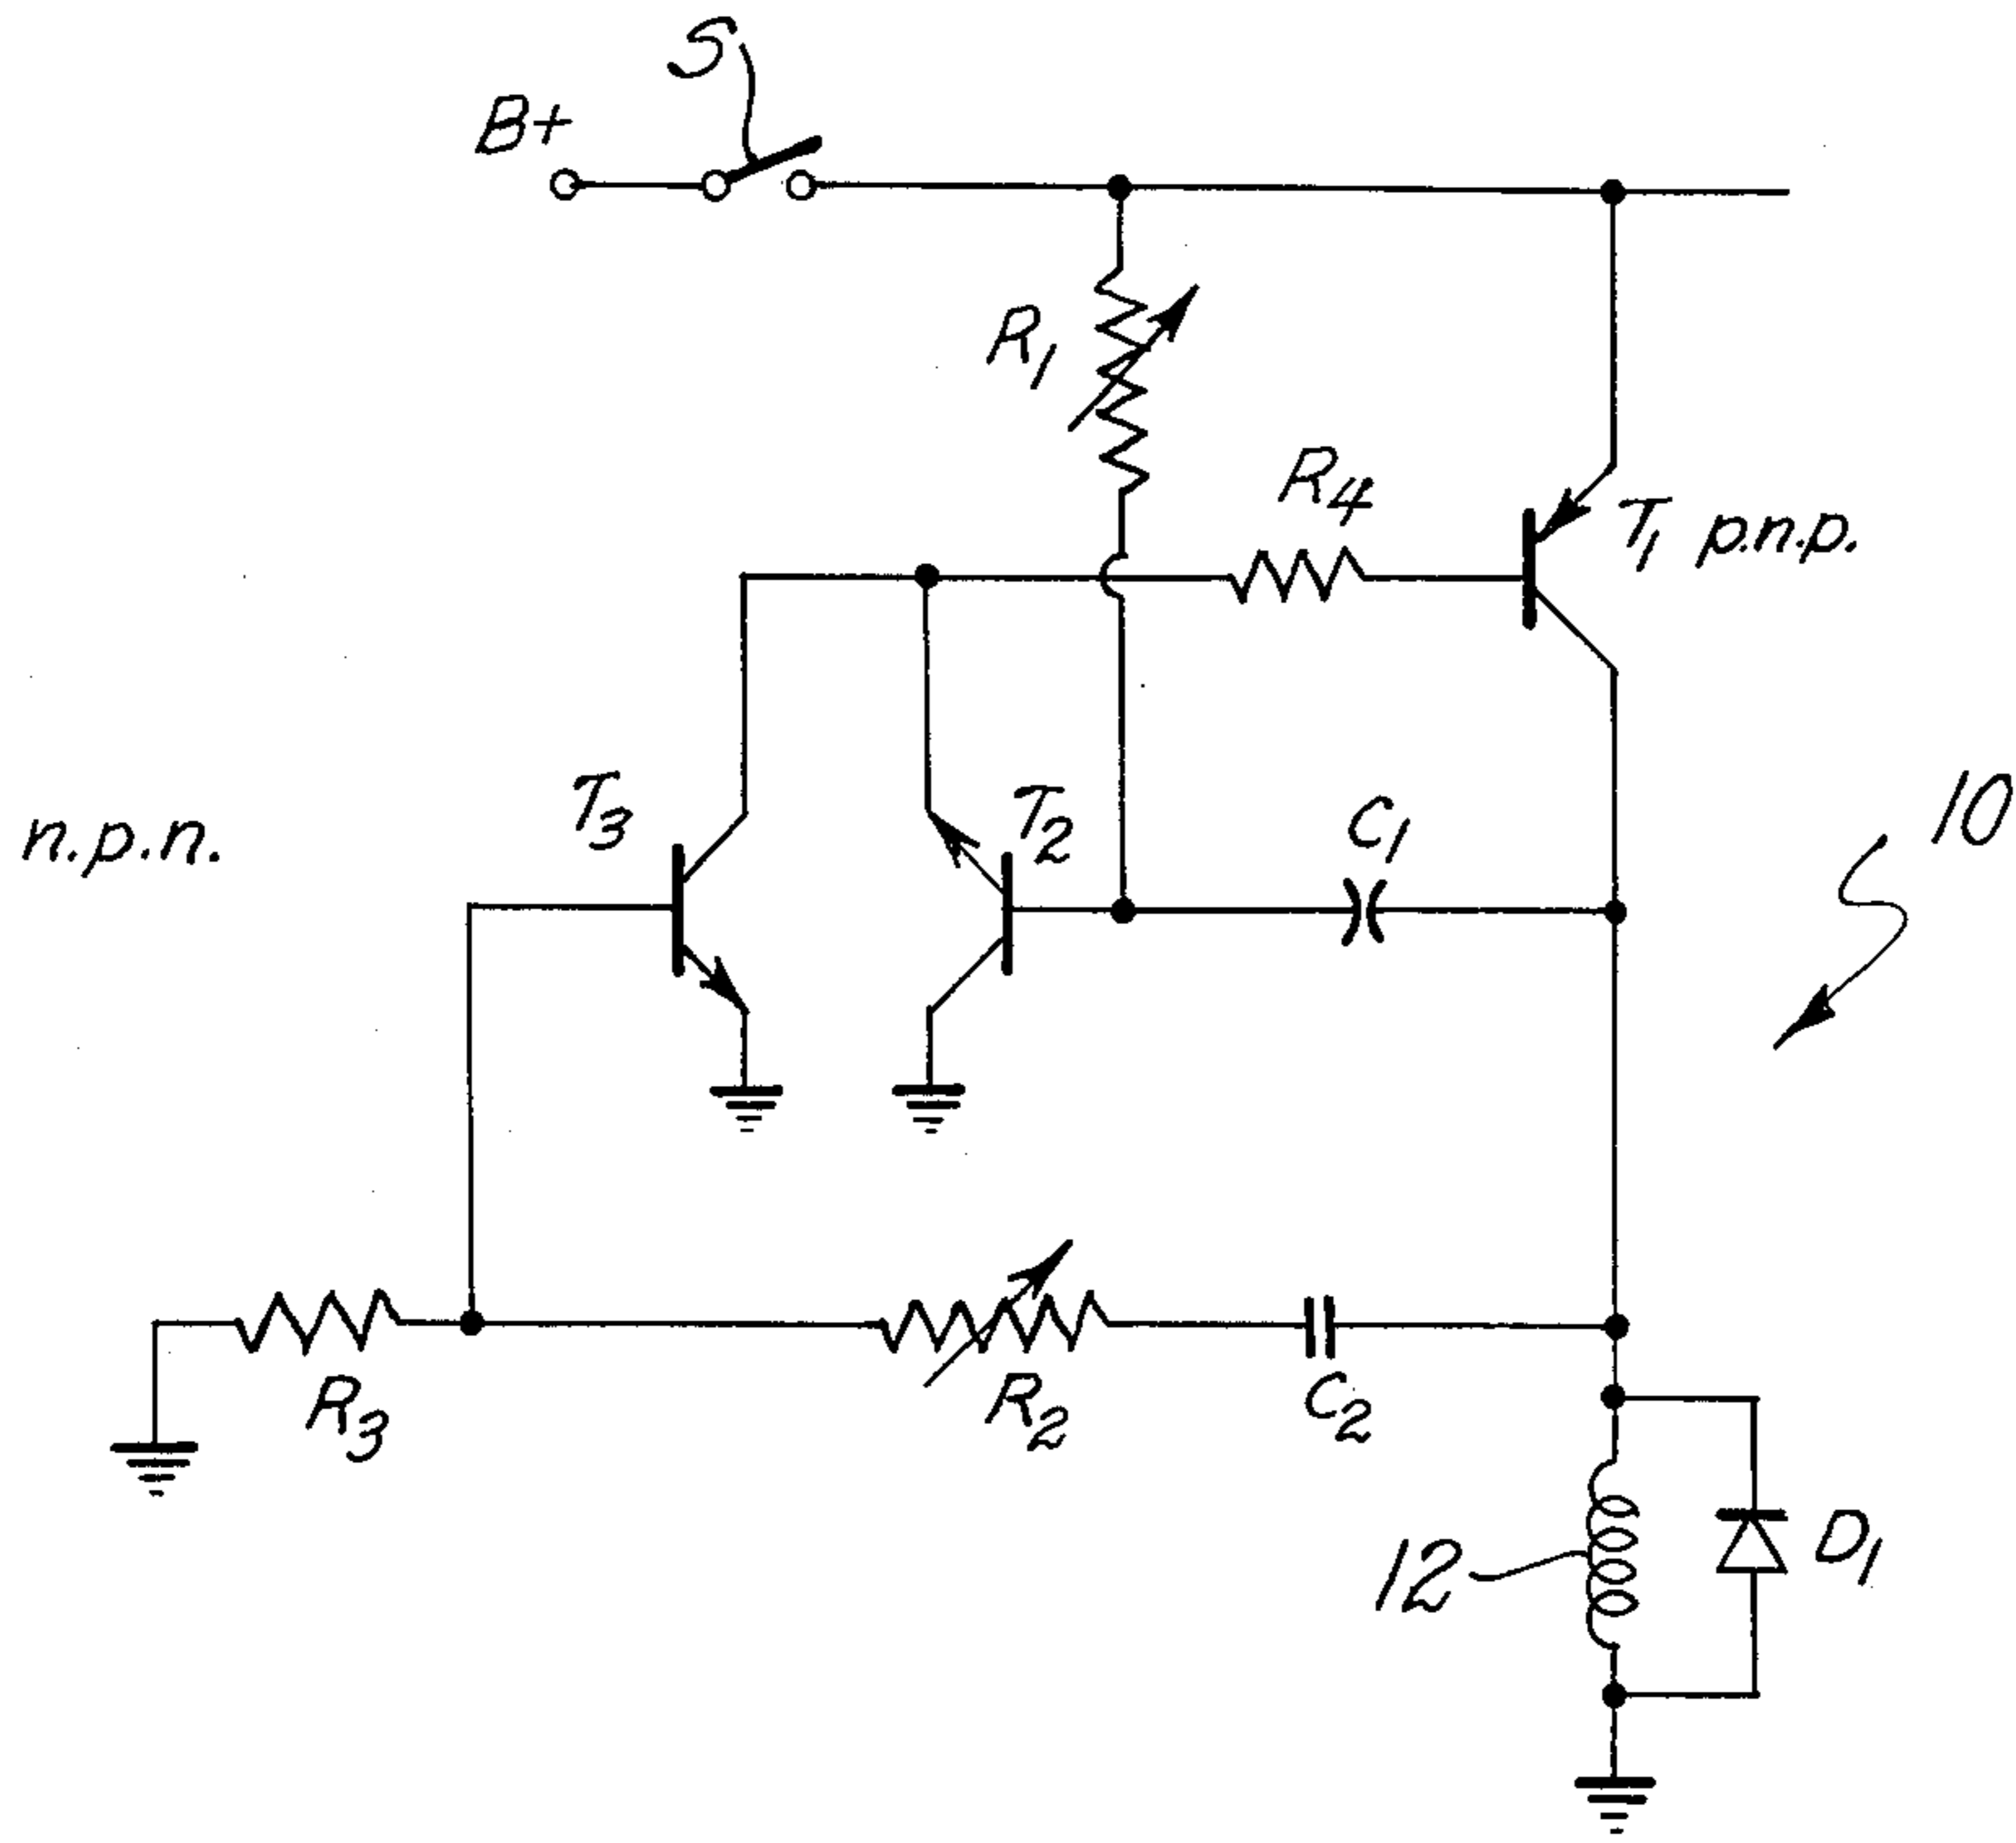 S
B+
R1
R4
T1 p.n.p.
T3
T2
C1
10
n.p.n.
R3
R2
C2
12
D1